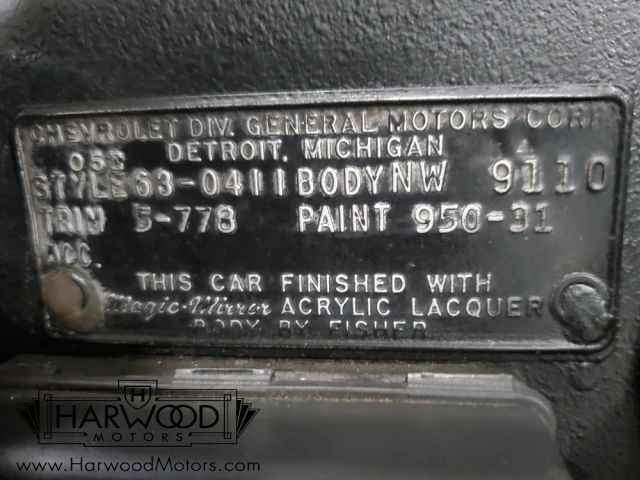 CHEVROLET DIV. GENERAL MOTORS CORP
DETROIT, MICHIGAN
05C
STYLE 63-0411 BODY NW 9110
TRIM 5-778 PAINT 950-31
ACC.
THIS CAR FINISHED WITH
Magic-Mirror ACRYLIC LACQUER
BODY BY FISHER
H
HARWOOD
MOTORS
www.HarwoodMotors.com